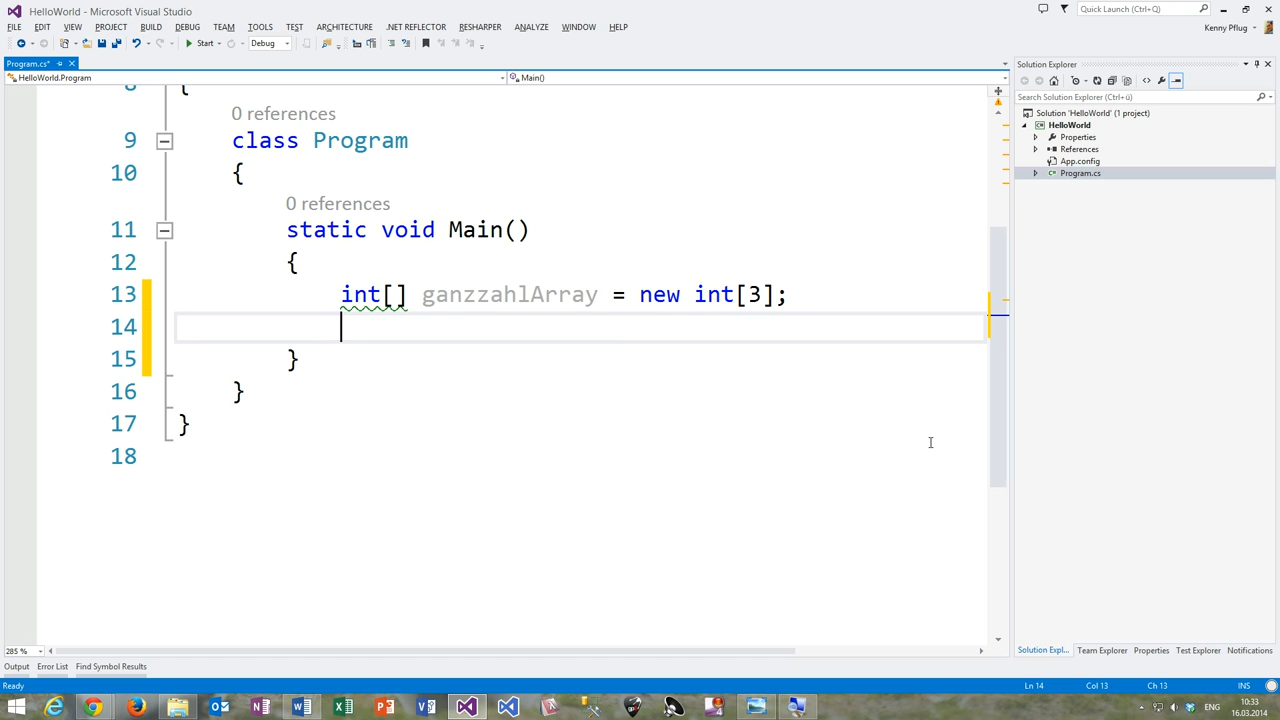 HelloWorld - Microsoft Visual Studio
Quick Launch (Ctrl+Q)
FILE EDIT VIEW PROJECT BUILD DEBUG TEAM TOOLS TEST ARCHITECTURE .NET REFLECTOR RESHARPER ANALYZE WINDOW HELP
Kenny Pflug
Start
Debug
Program.cs*
HelloWorld.Program
Main()
Solution Explorer
Search Solution Explorer (Ctrl+ü)
Solution 'HelloWorld' (1 project)
HelloWorld
Properties
References
App.config
Program.cs
{
0 references
9 class Program
10 {
0 references
11 static void Main()
12 {
13 int[] ganzzahlArray = new int[3];
14
15 }
16 }
17 }
18
285 %
Solution Expl... Team Explorer Properties Test Explorer Notifications
Output Error List Find Symbol Results
Ready
Ln 14 Col 13 Ch 13 INS
ENG
10:33
16.03.2014